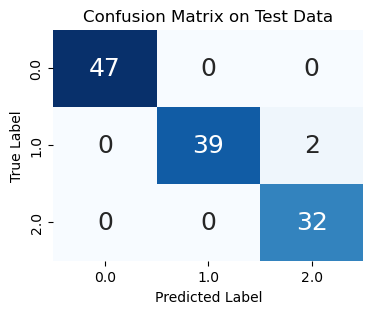 Confusion Matrix on Test Data
True Label
0.0 47 0 0
1.0 0 39 2
2.0 0 0 32
0.0 1.0 2.0
Predicted Label